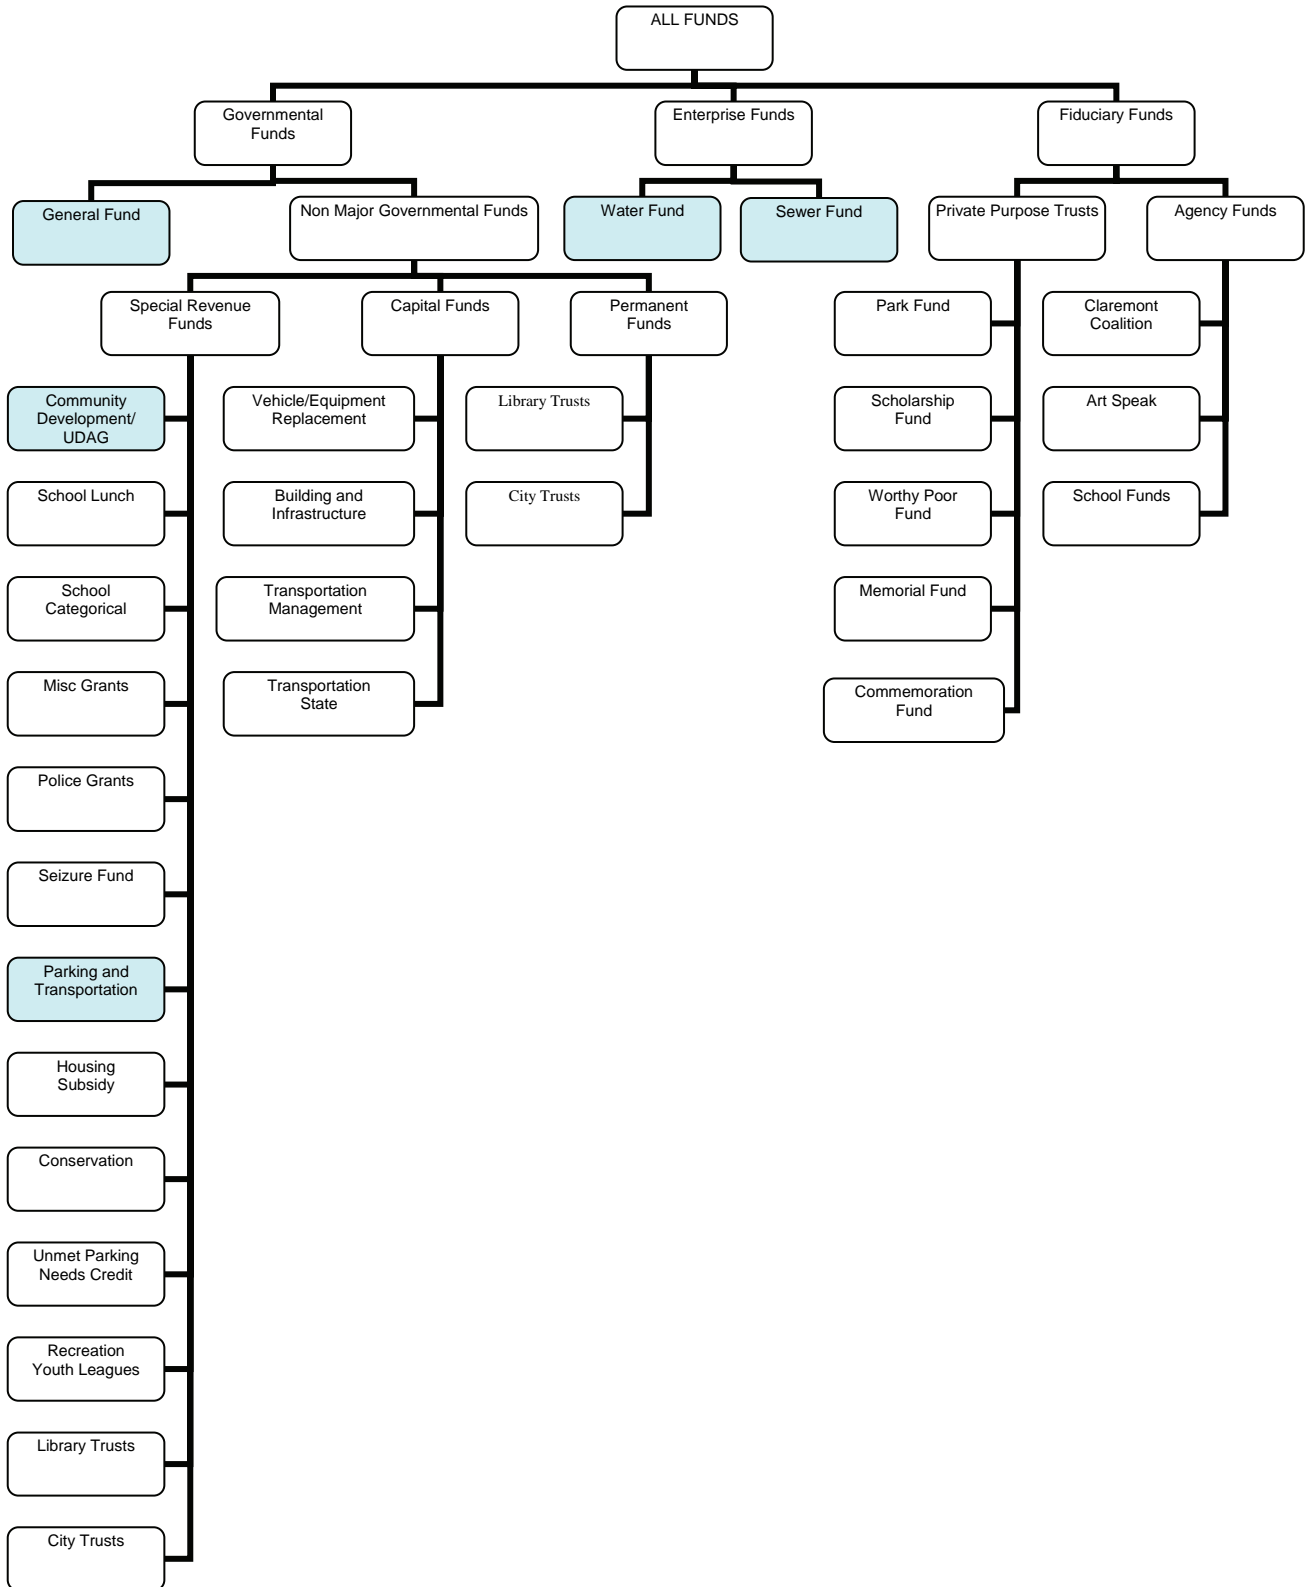 ALL FUNDS
Governmental
Funds
Enterprise Funds
Fiduciary Funds
General Fund
Non Major Governmental Funds
Water Fund
Sewer Fund
Private Purpose Trusts
Agency Funds
Special Revenue
Funds
Capital Funds
Permanent
Funds
Park Fund
Claremont
Coalition
Community
Development/
UDAG
Vehicle/Equipment
Replacement
Library Trusts
Scholarship
Fund
Art Speak
School Lunch
Building and
Infrastructure
City Trusts
Worthy Poor
Fund
School Funds
School
Categorical
Transportation
Management
Memorial Fund
Misc Grants
Transportation
State
Commemoration
Fund
Police Grants
Seizure Fund
Parking and
Transportation
Housing
Subsidy
Conservation
Unmet Parking
Needs Credit
Recreation
Youth Leagues
Library Trusts
City Trusts